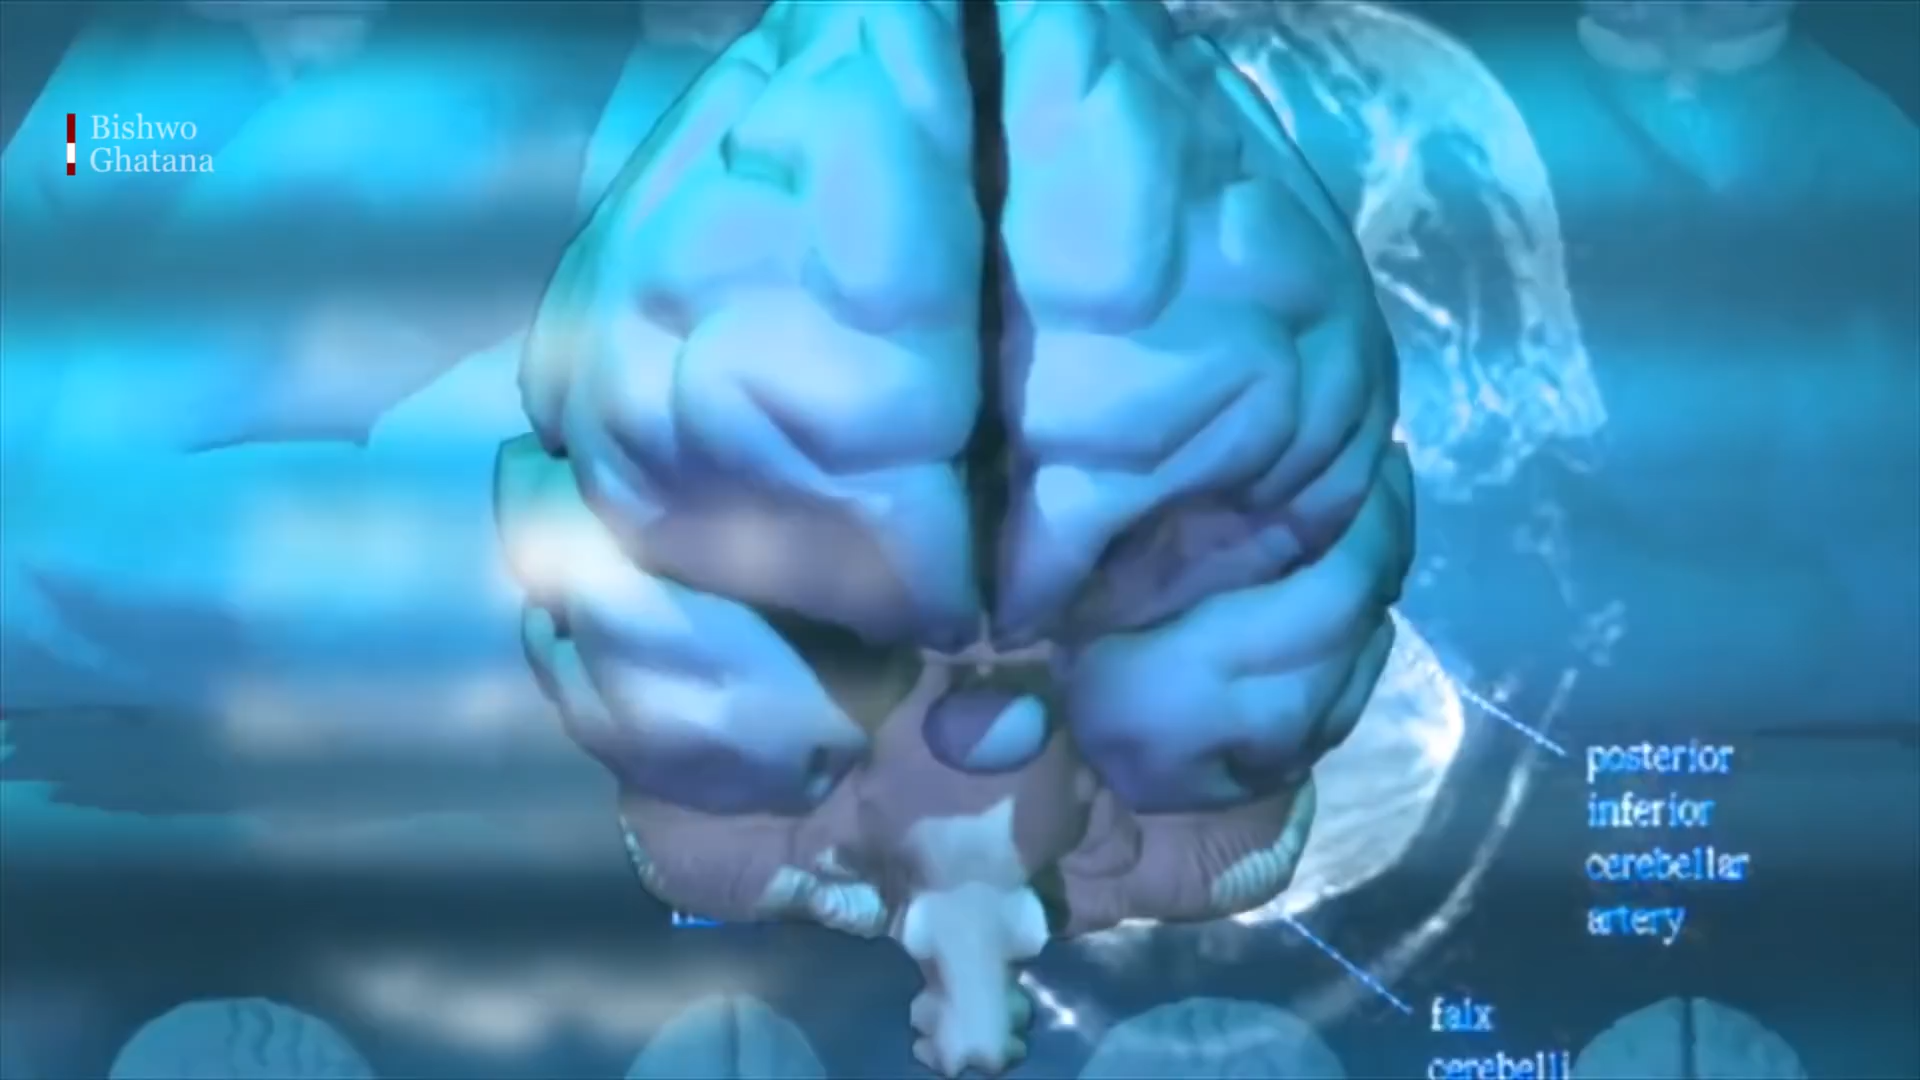 Bishwo
Ghatana
posterior
inferior
cerebellar
artery
falx
cerebelli